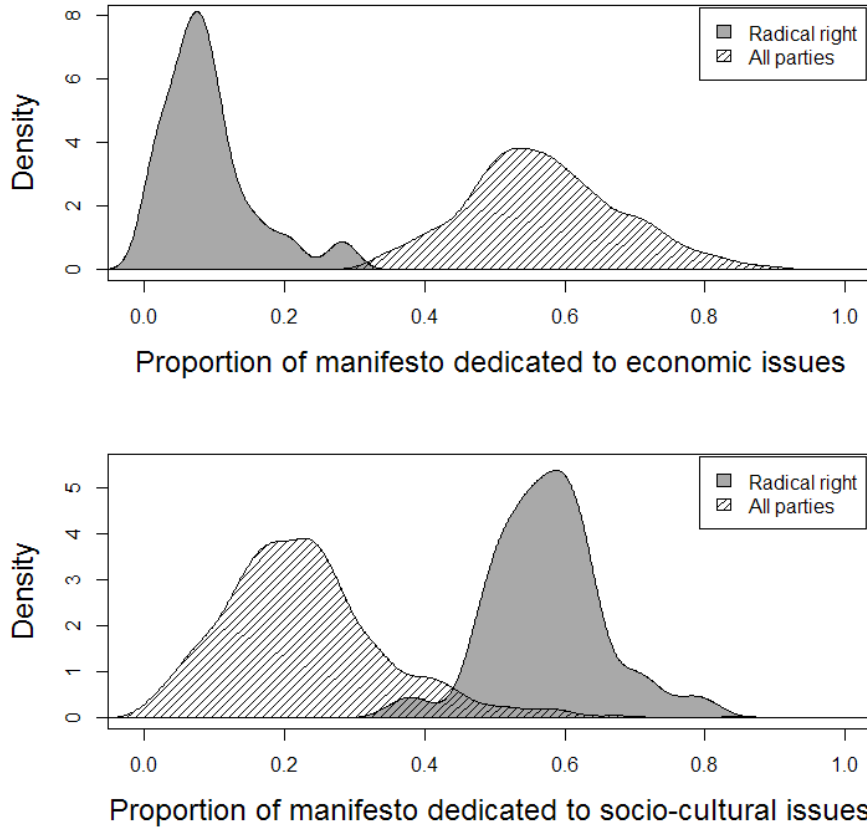 Radical right
All parties
Density
8
6
4
2
0
0.0 0.2 0.4 0.6 0.8 1.0
Proportion of manifesto dedicated to economic issues
Radical right
All parties
Density
5
4
3
2
1
0
0.0 0.2 0.4 0.6 0.8 1.0
Proportion of manifesto dedicated to socio-cultural issues